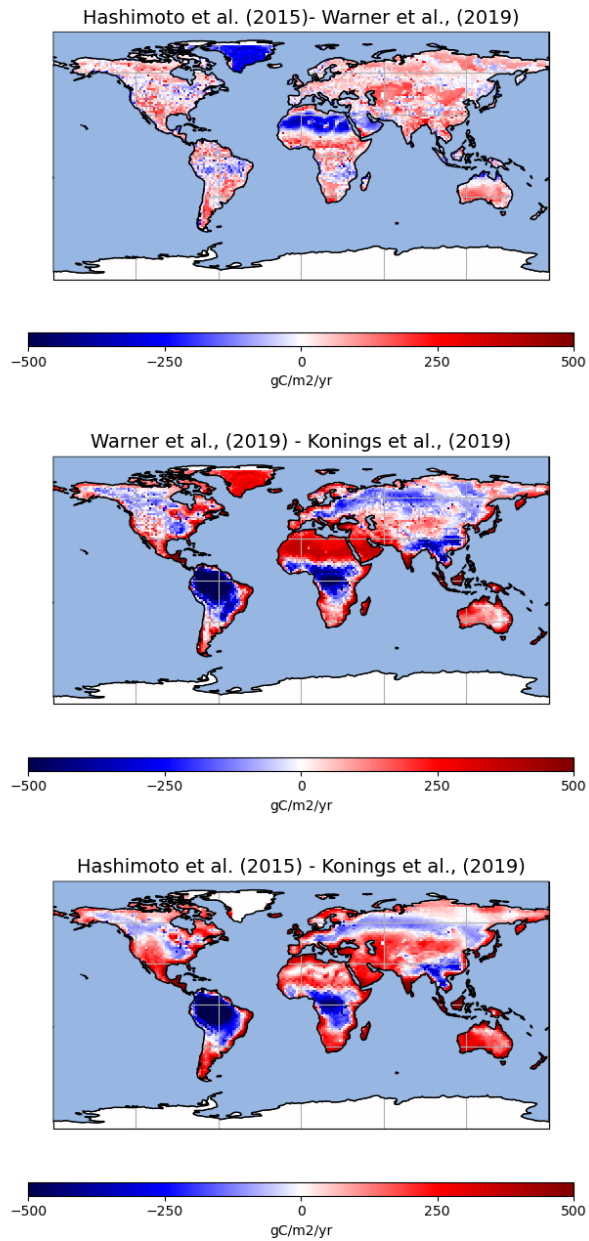 Hashimoto et al. (2015)- Warner et al., (2019)
−500 −250 0 250 500
gC/m2/yr
Warner et al., (2019) - Konings et al., (2019)
−500 −250 0 250 500
gC/m2/yr
Hashimoto et al. (2015) - Konings et al., (2019)
−500 −250 0 250 500
gC/m2/yr